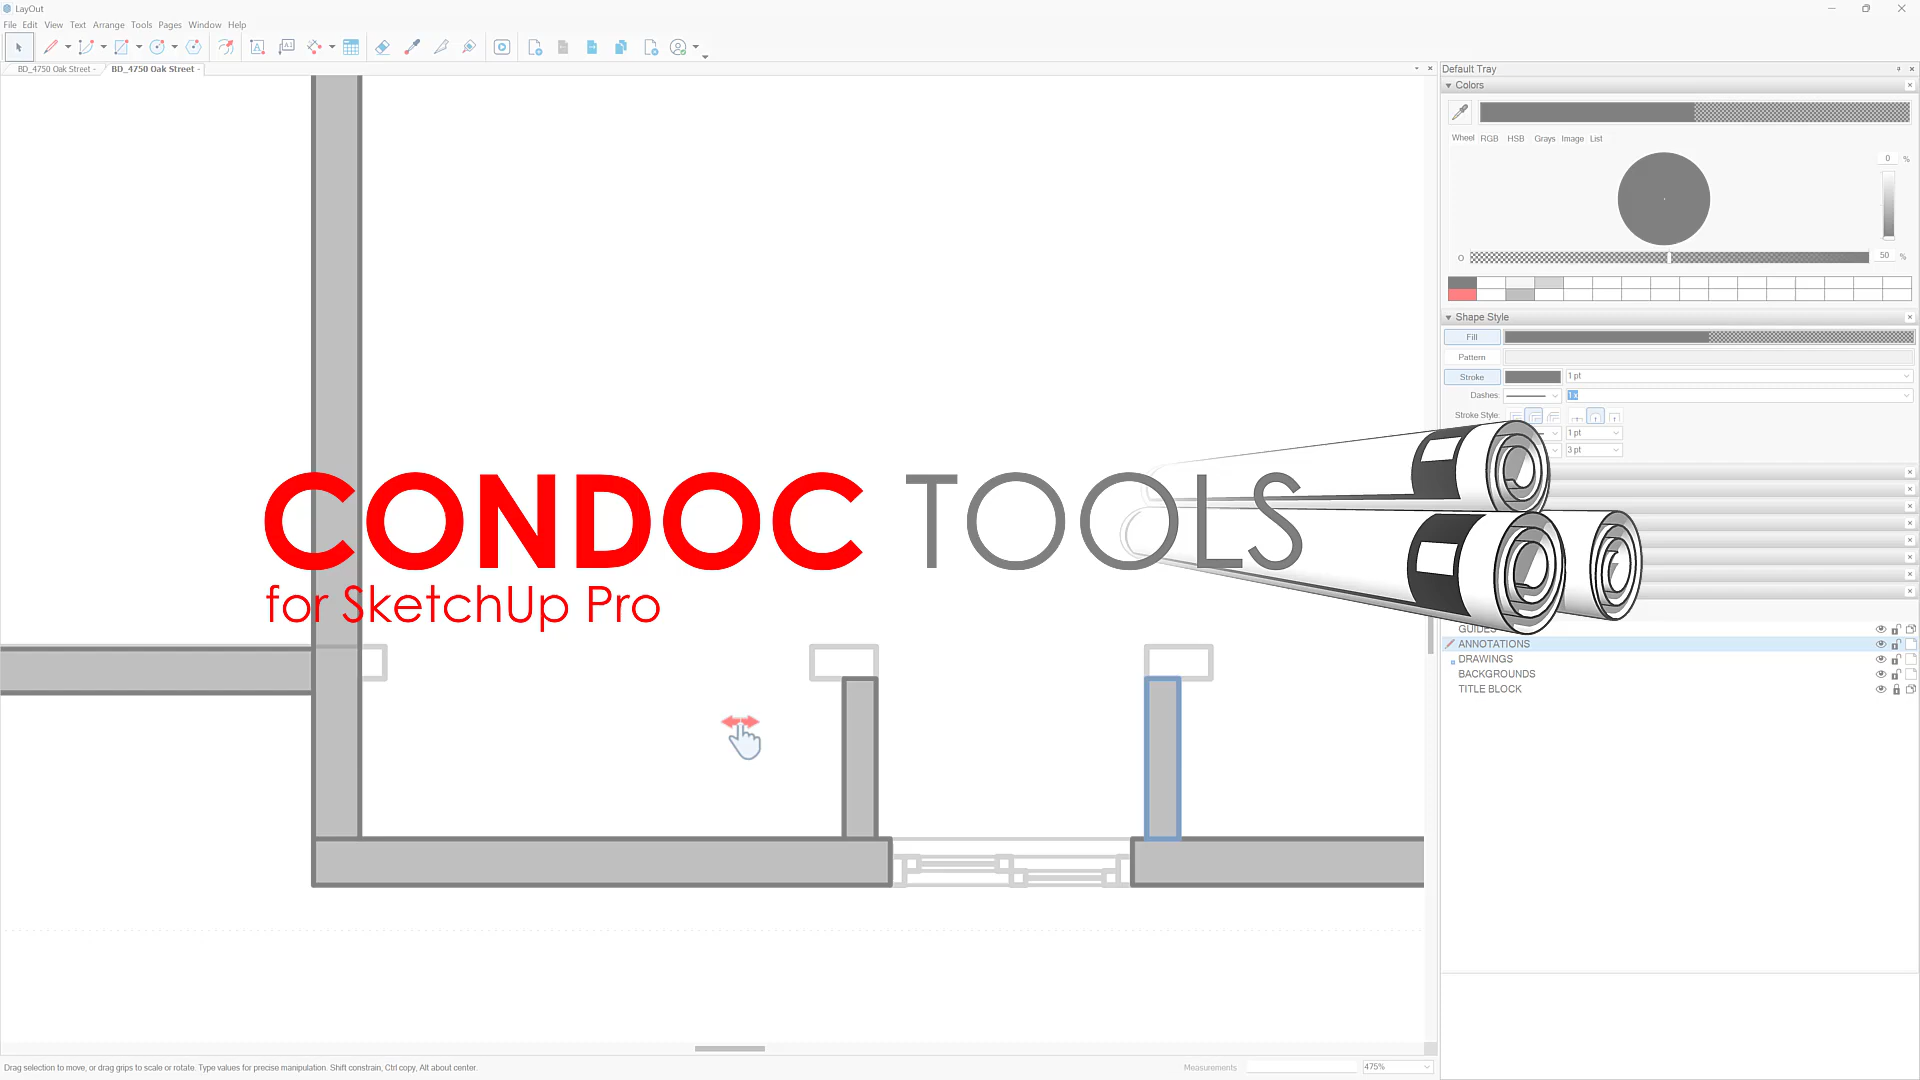 LayOut
File Edit View Text Arrange Tools Pages Window Help
BD_4750 Oak Street - BD_4750 Oak Street -
Default Tray
Colors
Wheel RGB HSB Grays Image List
0 %
O 50 %
Shape Style
Fill
Pattern
Stroke 1 pt
Dashes: 1x
Stroke Style:
1 pt
3 pt
CONDOC TOOLS
for SketchUp Pro
GUIDES
ANNOTATIONS
DRAWINGS
BACKGROUNDS
TITLE BLOCK
Drag selection to move, or drag grips to scale or rotate. Type values for precise manipulation. Shift constrain, Ctrl copy, Alt about center.
Measurements 475%